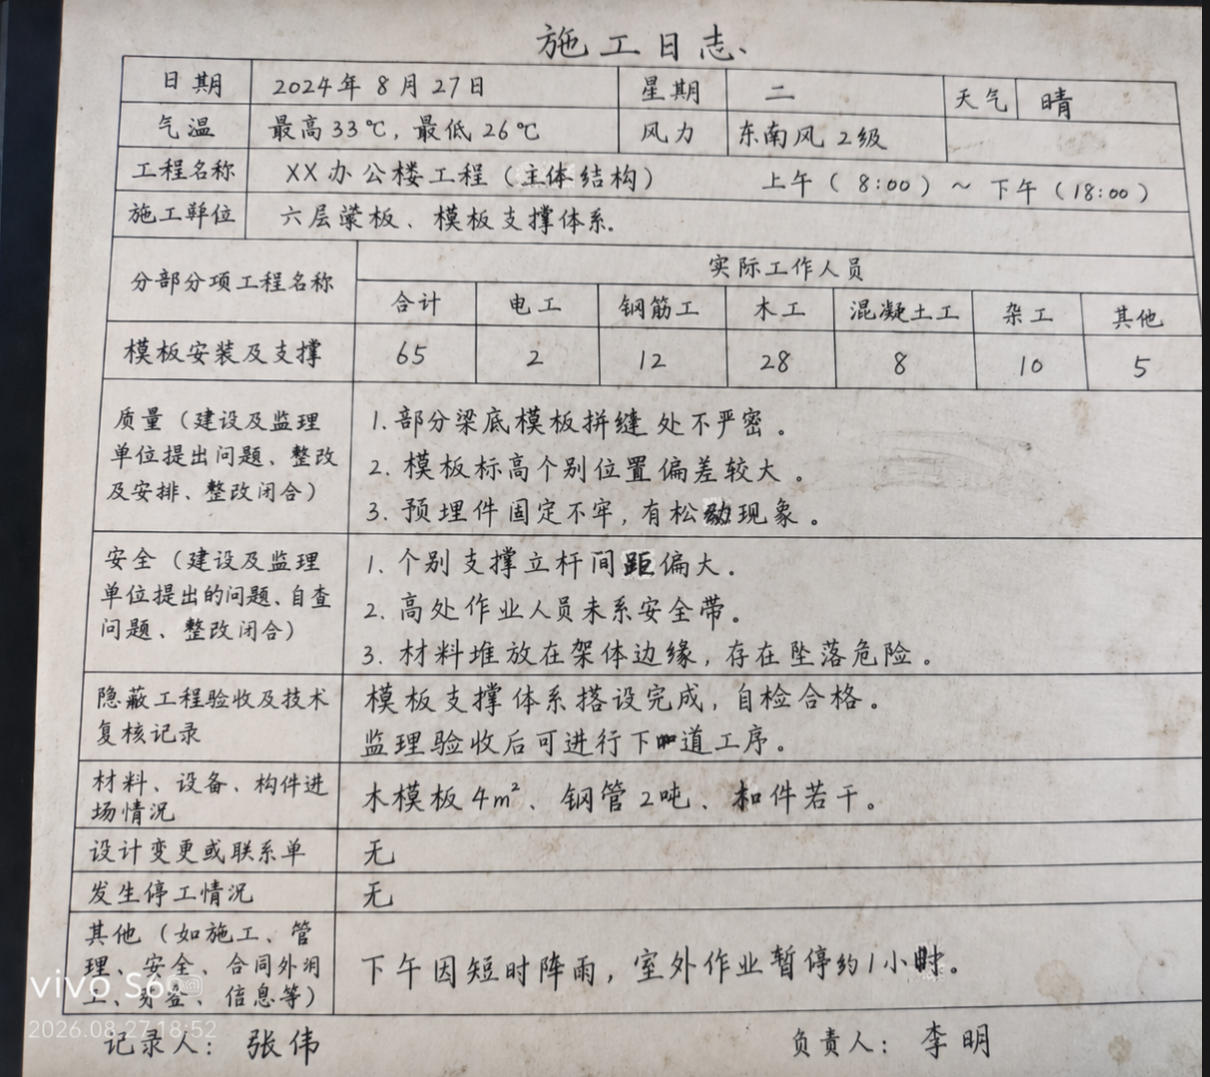 施工日志、
日期 2024年8月27日 星期 二 天气 晴
气温 最高33℃，最低26℃ 风力 东南风2级
工程名称 XX办公楼工程（主体结构） 上午（8:00）～下午（18:00）
施工单位 六层梁板、模板支撑体系.
分部分项工程名称 实际工作人员
合计 电工 钢筋工 木工 混凝土工 杂工 其他
模板安装及支撑 65 2 12 28 8 10 5
质量（建设及监理
单位提出问题、整改
及安排、整改闭合）
1.部分梁底模板拼缝处不严密。
2.模板标高个别位置偏差较大。
3.预埋件固定不牢，有松动现象。
安全（建设及监理
单位提出的问题、自查
问题、整改闭合）
1.个别支撑立杆间距偏大。
2.高处作业人员未系安全带。
3.材料堆放在架体边缘，存在坠落危险。
隐蔽工程验收及技术
复核记录
模板支撑体系搭设完成，自检合格。
监理验收后可进行下道工序。
材料、设备、构件进
场情况
木模板4m²、钢管2吨、和件若干。
设计变更或联系单 无
发生停工情况 无
其他（如施工、管
理、安全、合同外用
工、信息等）
下午因短时阵雨，室外作业暂停约1小时。
vivo S6
2026.08.27 18:52
记录人：张伟 负责人：李明